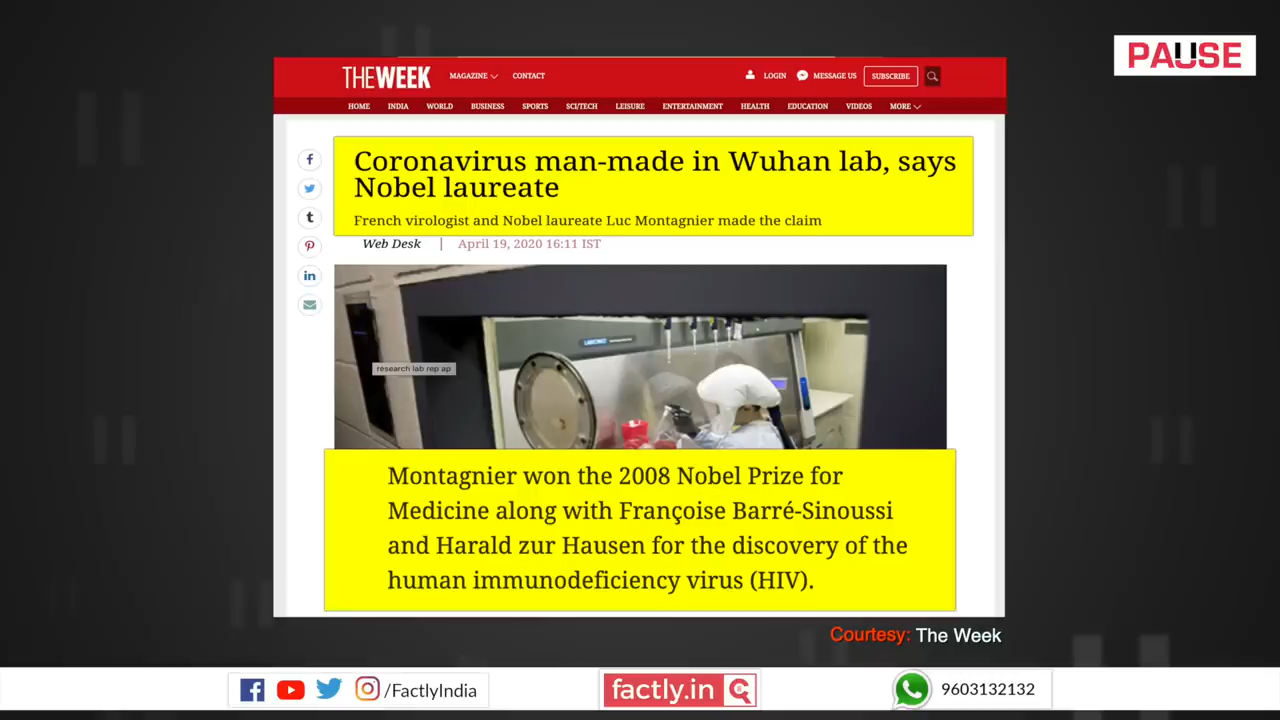 PAUSE
THE WEEK
MAGAZINE
CONTACT
LOGIN
MESSAGE US
SUBSCRIBE
HOME INDIA WORLD BUSINESS SPORTS SCI/TECH LEISURE ENTERTAINMENT HEALTH EDUCATION VIDEOS MORE
Coronavirus man-made in Wuhan lab, says
Nobel laureate
French virologist and Nobel laureate Luc Montagnier made the claim
Web Desk | April 19, 2020 16:11 IST
research lab rep ap
LABCONCO
Montagnier won the 2008 Nobel Prize for
Medicine along with Françoise Barré-Sinoussi
and Harald zur Hausen for the discovery of the
human immunodeficiency virus (HIV).
Courtesy: The Week
/FactlyIndia
factly.in
9603132132